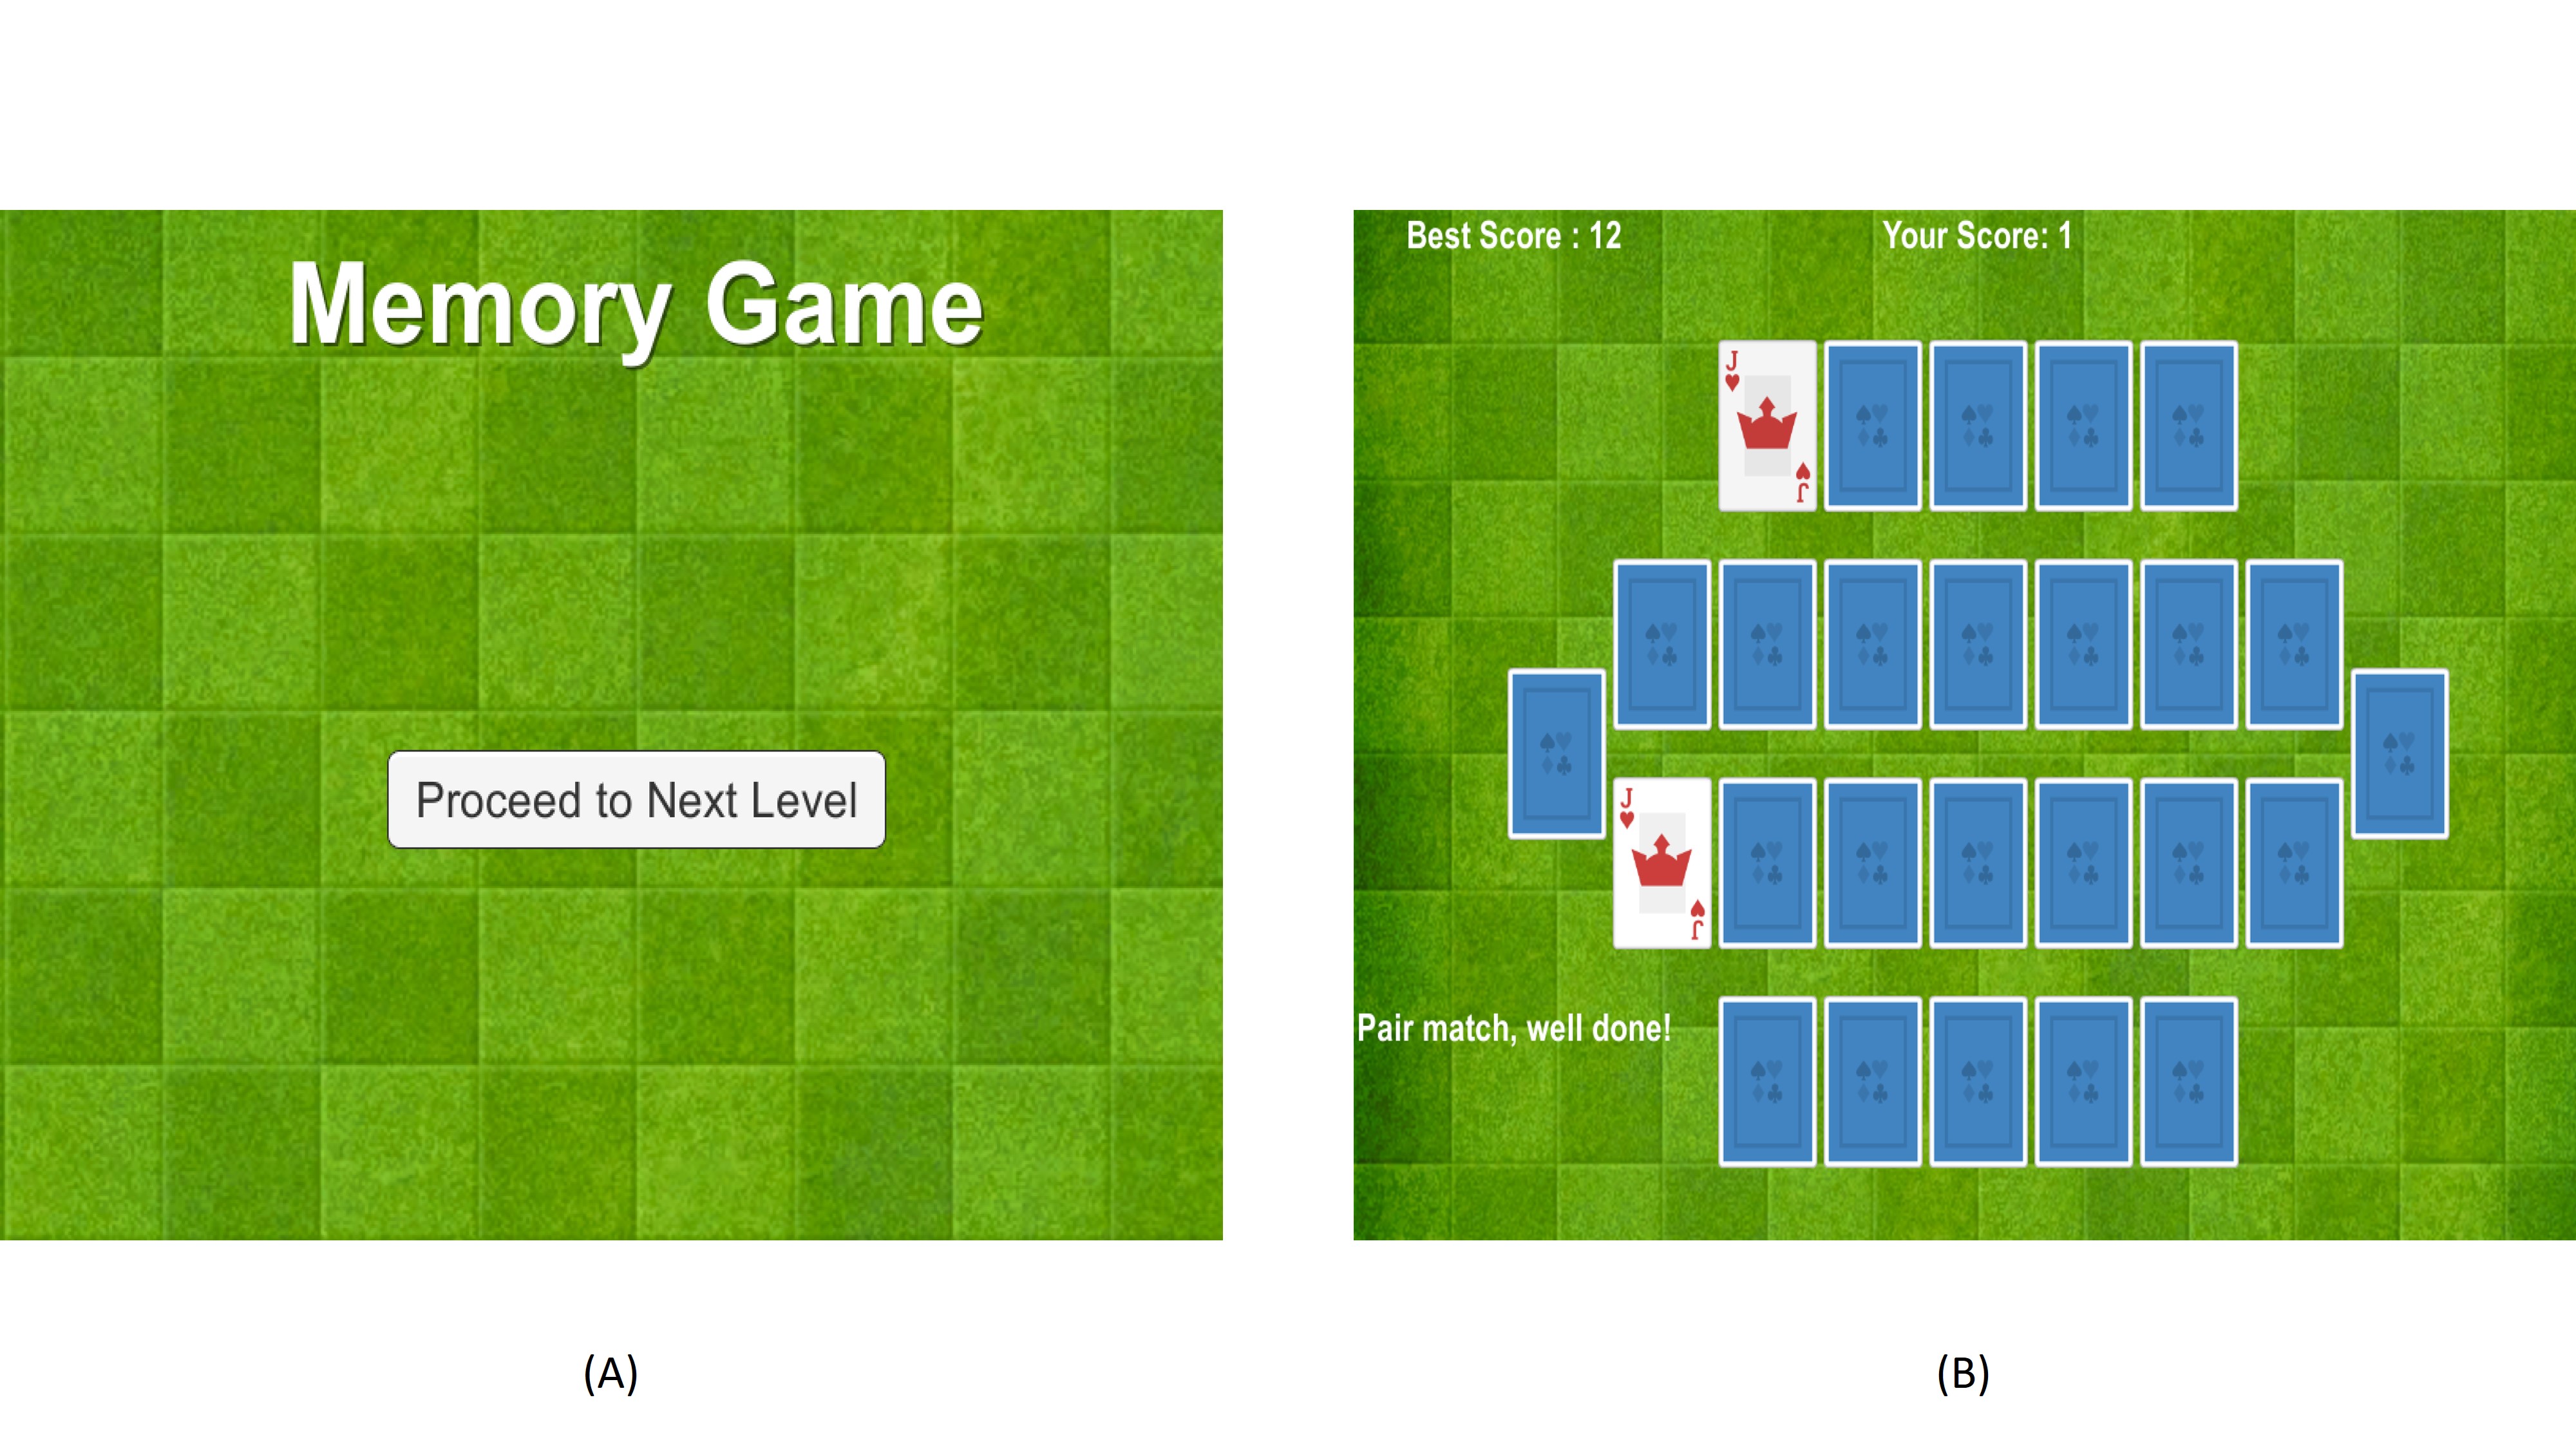 Memory Game
Proceed to Next Level
(A)
Best Score : 12
Your Score: 1
J
J
J
J
Pair match, well done!
(B)